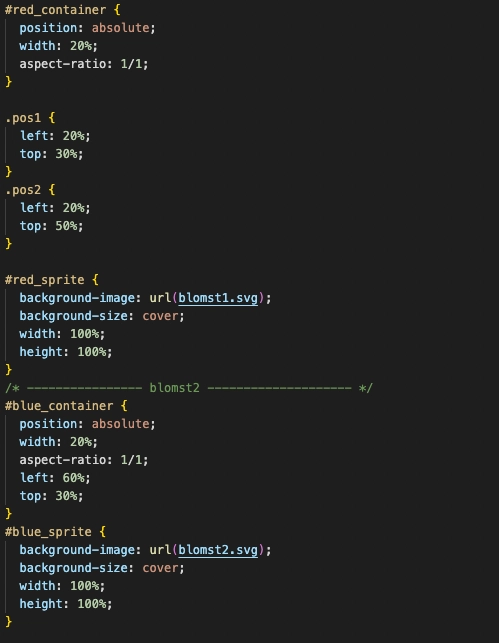 #red_container {
  position: absolute;
  width: 20%;
  aspect-ratio: 1/1;
}

.pos1 {
  left: 20%;
  top: 30%;
}
.pos2 {
  left: 20%;
  top: 50%;
}

#red_sprite {
  background-image: url(blomst1.svg);
  background-size: cover;
  width: 100%;
  height: 100%;
}
/* ---------------- blomst2 -------------------- */
#blue_container {
  position: absolute;
  width: 20%;
  aspect-ratio: 1/1;
  left: 60%;
  top: 30%;
}
#blue_sprite {
  background-image: url(blomst2.svg);
  background-size: cover;
  width: 100%;
  height: 100%;
}